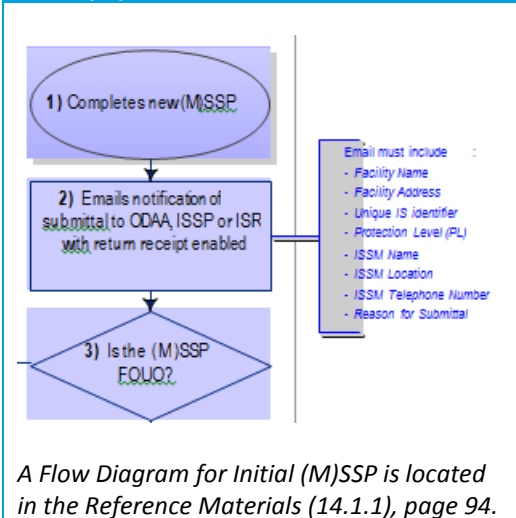 1) Completes new (M)SSP
2) Emails notification of
submittal to ODAA, ISSP or ISR
with return receipt enabled
Email must include :
- Facility Name
- Facility Address
- Unique IS identifier
- Protection Level (PL)
- ISSM Name
- ISSM Location
- ISSM Telephone Number
- Reason for Submittal
3) Is the (M)SSP
FOUO?
A Flow Diagram for Initial (M)SSP is located
in the Reference Materials (14.1.1), page 94.